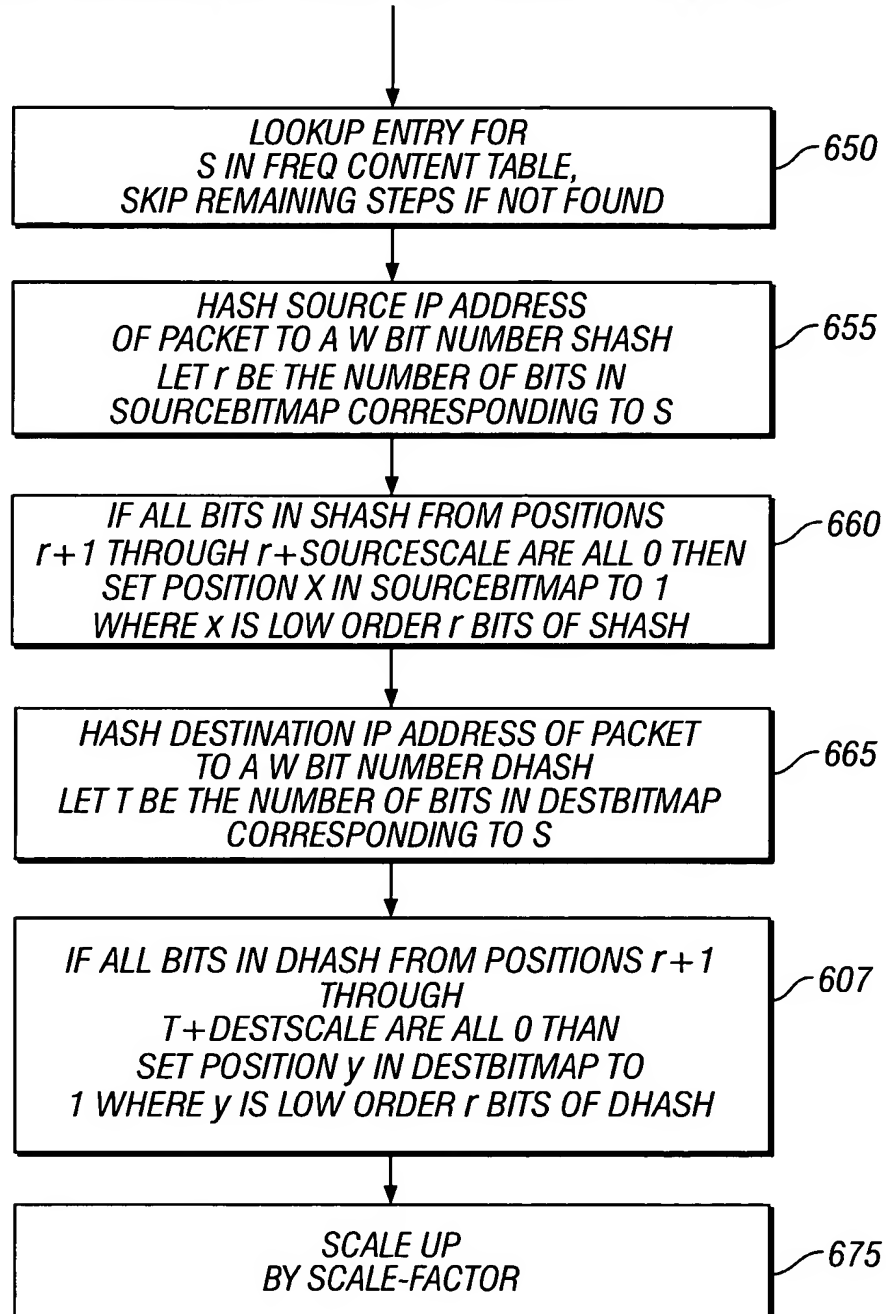 LOOKUP ENTRY FOR
S IN FREQ CONTENT TABLE,
SKIP REMAINING STEPS IF NOT FOUND
650
HASH SOURCE IP ADDRESS
OF PACKET TO A W BIT NUMBER SHASH
LET r BE THE NUMBER OF BITS IN
SOURCEBITMAP CORRESPONDING TO S
655
IF ALL BITS IN SHASH FROM POSITIONS
r+1 THROUGH r+SOURCESCALE ARE ALL 0 THEN
SET POSITION X IN SOURCEBITMAP TO 1
WHERE x IS LOW ORDER r BITS OF SHASH
660
HASH DESTINATION IP ADDRESS OF PACKET
TO A W BIT NUMBER DHASH
LET T BE THE NUMBER OF BITS IN DESTBITMAP
CORRESPONDING TO S
665
IF ALL BITS IN DHASH FROM POSITIONS r+1
THROUGH
T+DESTSCALE ARE ALL 0 THAN
SET POSITION y IN DESTBITMAP TO
1 WHERE y IS LOW ORDER r BITS OF DHASH
607
SCALE UP
BY SCALE-FACTOR
675